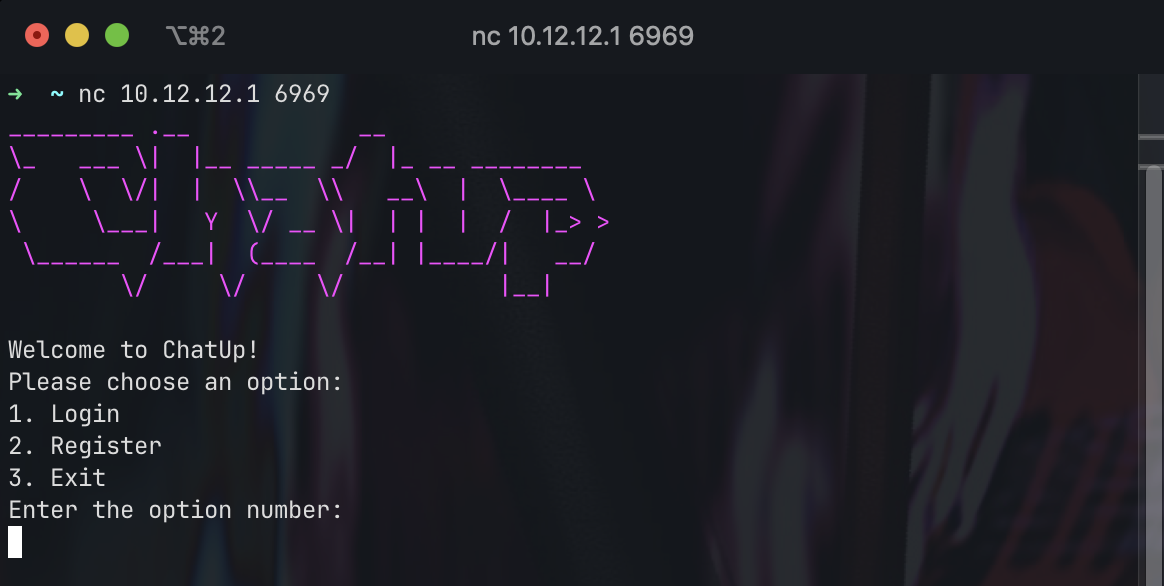 ⌥⌘2
nc 10.12.12.1 6969
➜ ~ nc 10.12.12.1 6969
_________ .__            __
\_   ___ \|  |__ _____ _/  |_ __ ________
/    \  \/|  |  \\__  \\   __\  |  \____ \
\     \___|   Y  \/ __ \|  | |  |  /  |_> >
 \______  /___|  (____  /__| |____/|   __/
        \/     \/     \/           |__|
Welcome to ChatUp!
Please choose an option:
1. Login
2. Register
3. Exit
Enter the option number: